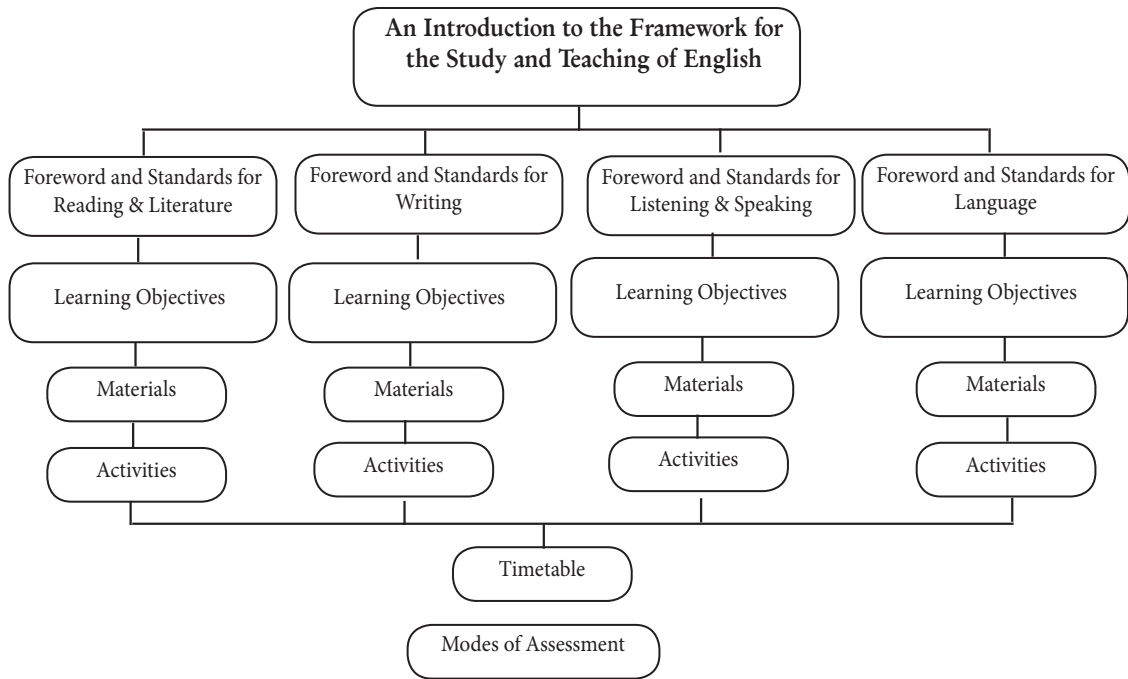 An Introduction to the Framework for
the Study and Teaching of English
Foreword and Standards for
Reading & Literature
Foreword and Standards for
Writing
Foreword and Standards for
Listening & Speaking
Foreword and Standards for
Language
Learning Objectives
Learning Objectives
Learning Objectives
Learning Objectives
Materials
Materials
Materials
Materials
Activities
Activities
Activities
Activities
Timetable
Modes of Assessment